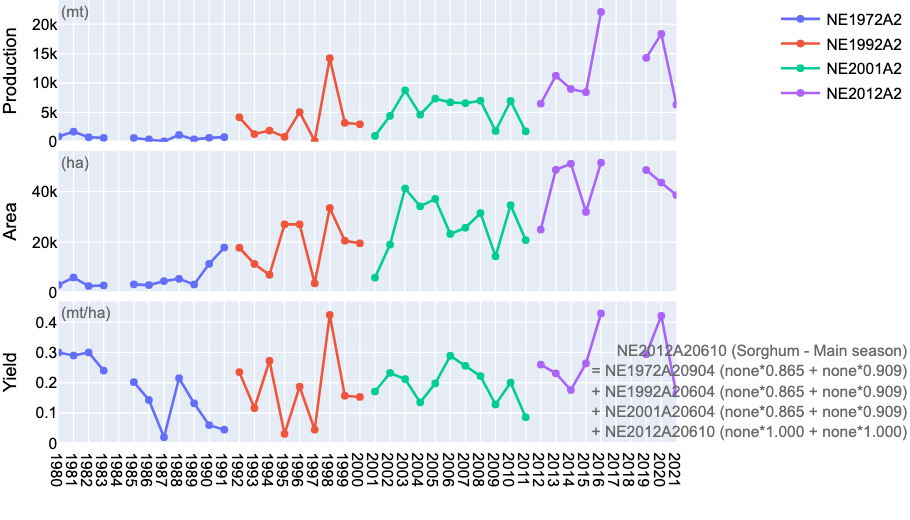 (mt)
Production
20k
15k
10k
5k
0
NE1972A2
NE1992A2
NE2001A2
NE2012A2
(ha)
Area
40k
20k
0
(mt/ha)
Yield
0.4
0.3
0.2
0.1
0
NE2012A20610 (Sorghum - Main season)
= NE1972A20904 (none*0.865 + none*0.909)
+ NE1992A20604 (none*0.865 + none*0.909)
+ NE2001A20604 (none*0.865 + none*0.909)
+ NE2012A20610 (none*1.000 + none*1.000)
1980 1981 1982 1983 1984 1985 1986 1987 1988 1989 1990 1991 1992 1993 1994 1995 1996 1997 1998 1999 2000 2001 2002 2003 2004 2005 2006 2007 2008 2009 2010 2011 2012 2013 2014 2015 2016 2017 2018 2019 2020 2021